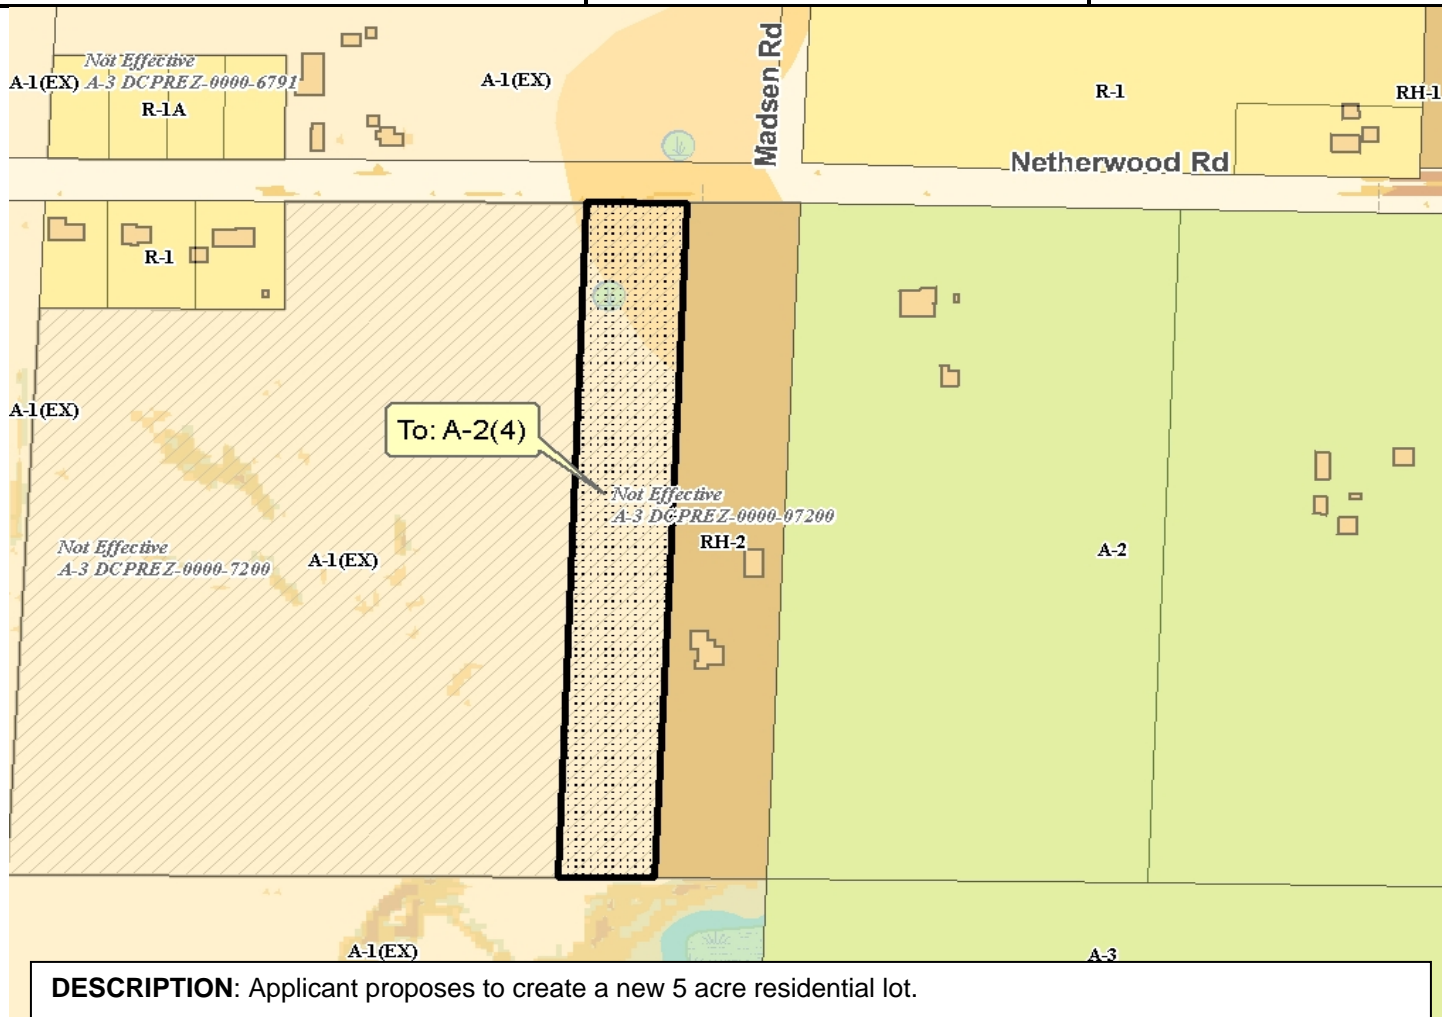 Not Effective
A-1(EX) A-3 DCPREZ-0000-6791
R-1A
A-1(EX)
Madsen Rd
R-1
RH-1
Netherwood Rd
R-1
A-1(EX)
To: A-2(4)
Not Effective
A-3 DCPREZ-0000-07200
RH-2
A-2
Not Effective
A-3 DCPREZ-0000-7200
A-1(EX)
A-1(EX)
A-3
DESCRIPTION: Applicant proposes to create a new 5 acre residential lot.